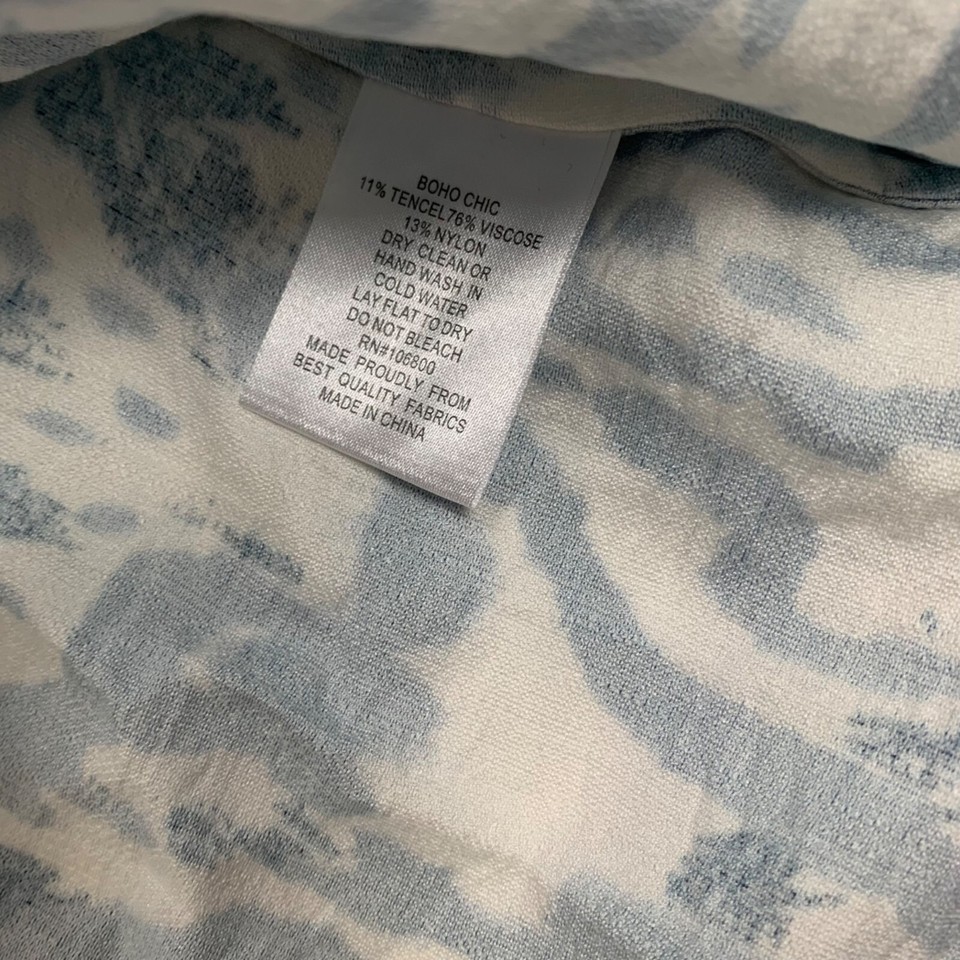 BOHO CHIC
11% TENCEL76% VISCOSE
13% NYLON
DRY CLEAN OR
HAND WASH IN
COLD WATER
LAY FLAT TO DRY
DO NOT BLEACH
RN#106800
MADE PROUDLY FROM
BEST QUALITY FABRICS
MADE IN CHINA